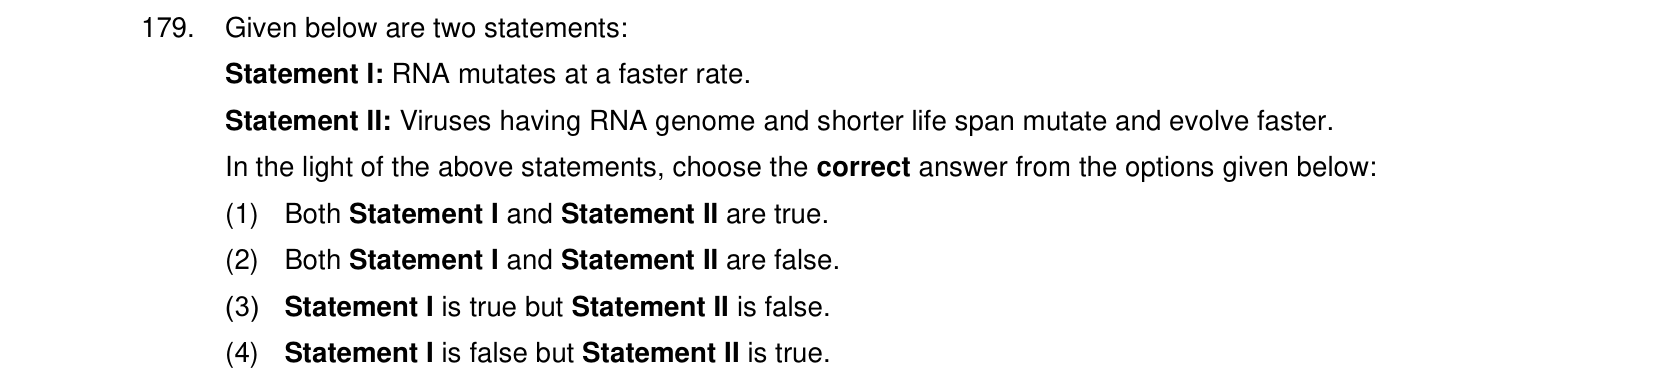 179. Given below are two statements:
Statement I: RNA mutates at a faster rate.
Statement II: Viruses having RNA genome and shorter life span mutate and evolve faster.
In the light of the above statements, choose the correct answer from the options given below:
(1) Both Statement I and Statement II are true.
(2) Both Statement I and Statement II are false.
(3) Statement I is true but Statement II is false.
(4) Statement I is false but Statement II is true.